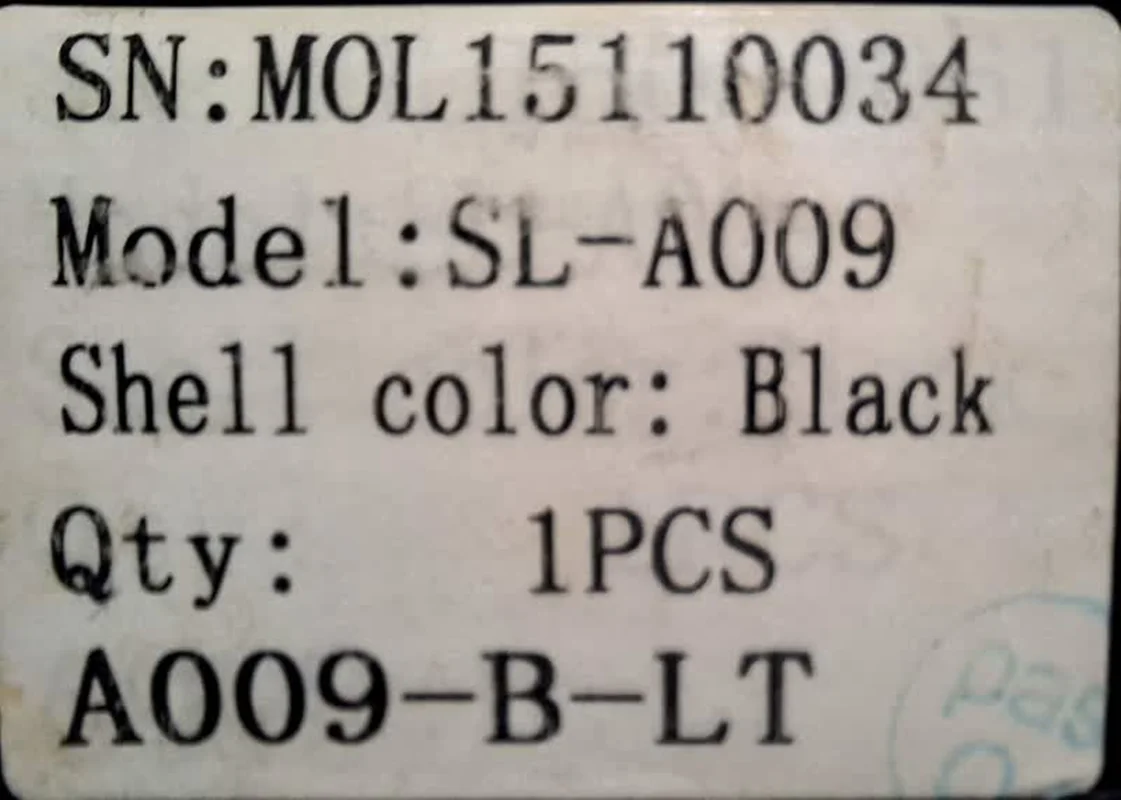 SN:MOL15110034
Model:SL-A009
Shell color: Black
Qty: 1PCS
A009-B-LT